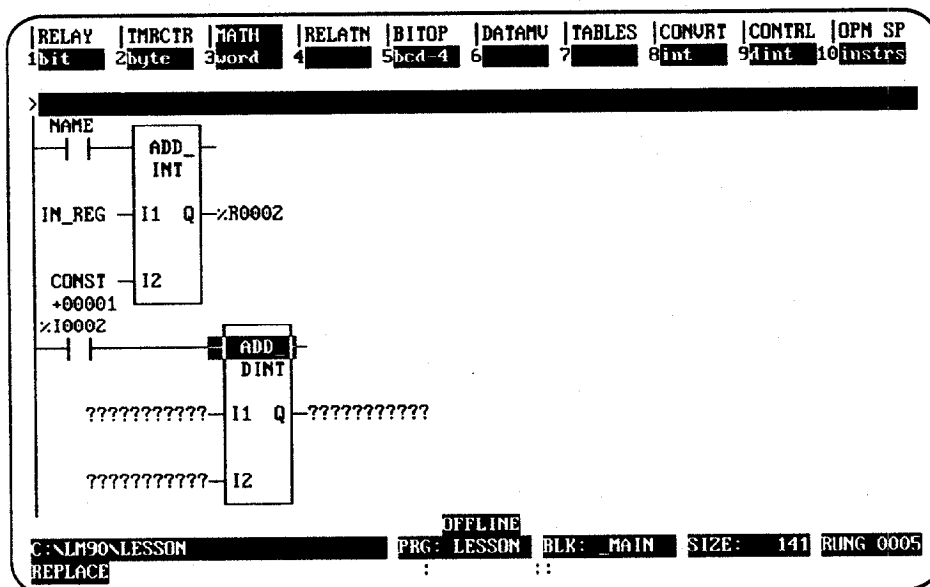 |RELAY |TMRCTR |MATH |RELATN |BITOP |DATAMV |TABLES |CONVRT |CONTRL |OPN SP
1bit 2byte 3word 4 5bcd-4 6 7 8int 9dint 10instrs
>
NAME
ADD_
INT
IN_REG I1 Q %R0002
CONST I2
+00001
%I0002
ADD_
DINT
??????????? I1 Q ???????????
??????????? I2
OFFLINE
C:\LM90\LESSON PRG: LESSON BLK: _MAIN SIZE: 141 RUNG 0005
REPLACE : ::